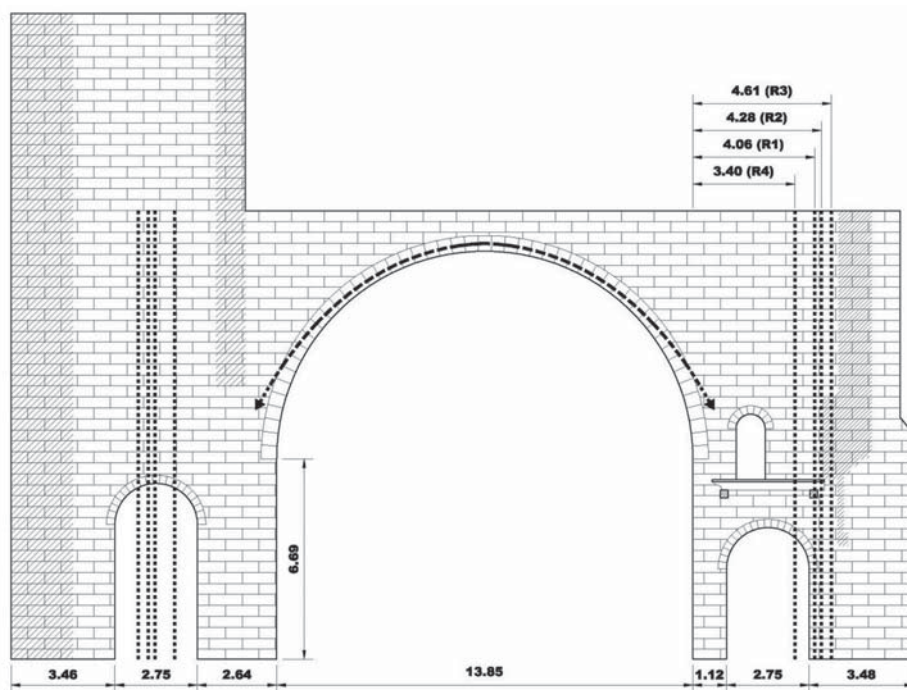 4.61 (R3)
4.28 (R2)
4.06 (R1)
3.40 (R4)
6.69
3.46 2.75 2.64 13.85 1.12 2.75 3.48